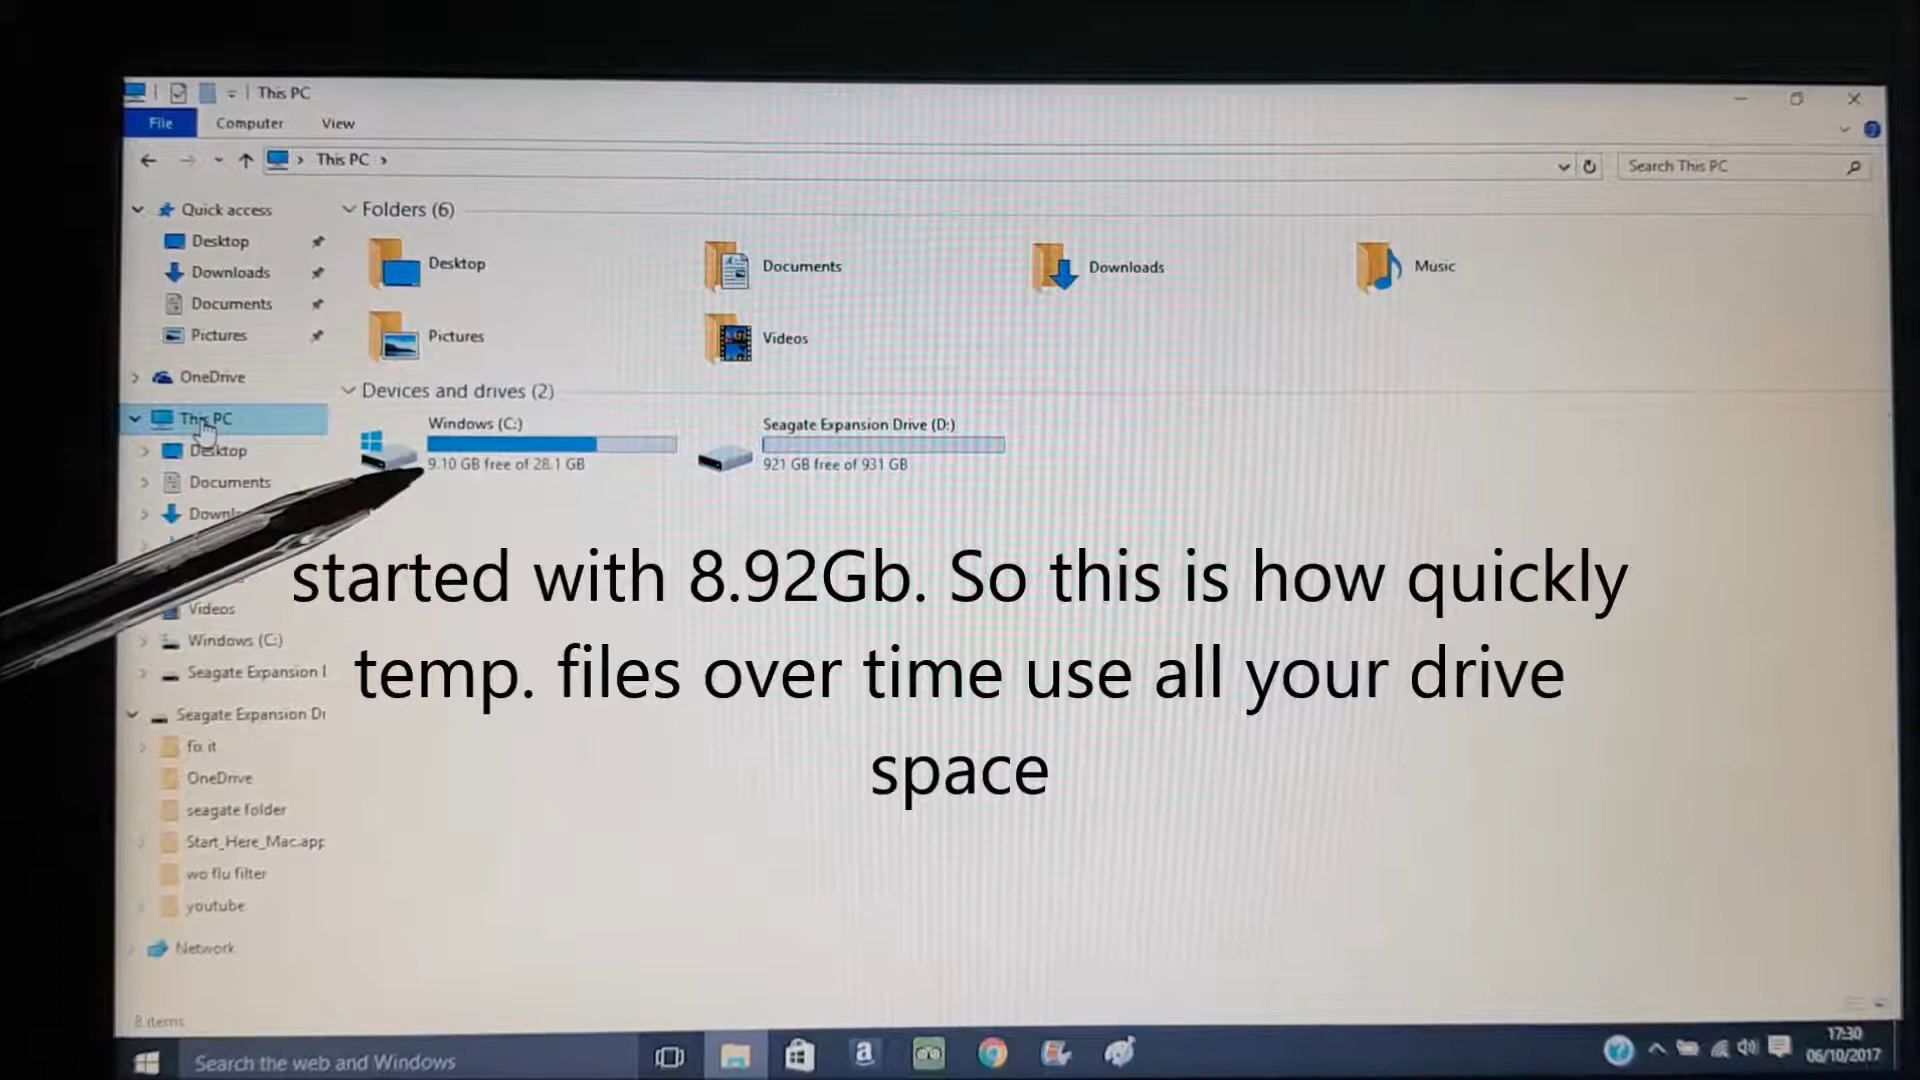 This PC
File Computer View
This PC
Search This PC
Quick access
Desktop
Downloads
Documents
Pictures
OneDrive
This PC
Desktop
Documents
Videos
Windows (C:)
Seagate Expansion
Seagate Expansion
fix it
OneDrive
seagate folder
Start_Here_Mac.app
wo flu filter
youtube
Network
Folders (6)
Desktop
Documents
Downloads
Music
Pictures
Videos
Devices and drives (2)
Windows (C:)
9.10 GB free of 28.1 GB
Seagate Expansion Drive (D:)
921 GB free of 931 GB
started with 8.92Gb. So this is how quickly
temp. files over time use all your drive
space
8 items
Search the web and Windows
17:30
06/10/2017